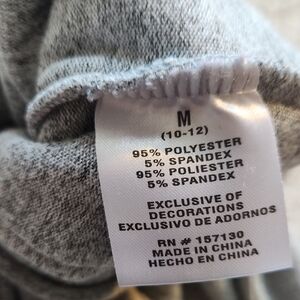 M
(10-12)
95% POLYESTER
5% SPANDEX
95% POLIESTER
5% SPANDEX
EXCLUSIVE OF
DECORATIONS
EXCLUSIVO DE ADORNOS
RN # 157130
MADE IN CHINA
HECHO EN CHINA